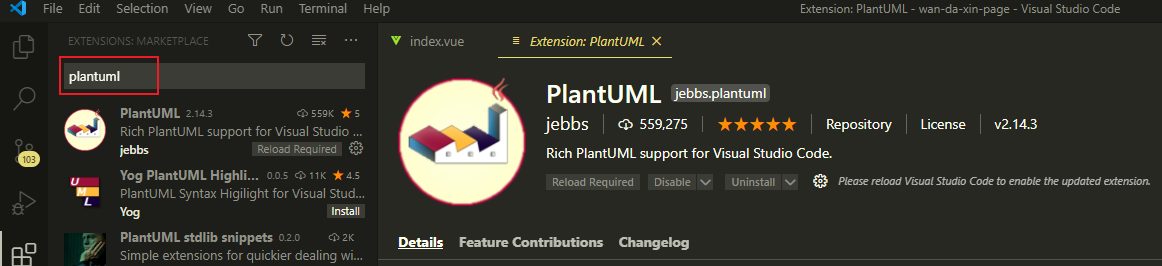 File Edit Selection View Go Run Terminal Help Extension: PlantUML - wan-da-xin-page - Visual Studio Code
EXTENSIONS: MARKETPLACE
plantuml
PlantUML 2.14.3 559K ★ 5
Rich PlantUML support for Visual Studio ...
jebbs Reload Required
Yog PlantUML Highli... 0.0.5 11K ★ 4.5
PlantUML Syntax Higilight for Visual Stud...
Yog Install
PlantUML stdlib snippets 0.2.0 2K
Simple extensions for quickier dealing wi...
103
UML
index.vue
Extension: PlantUML
PlantUML jebbs.plantuml
jebbs 559,275 ★★★★★ Repository License v2.14.3
Rich PlantUML support for Visual Studio Code.
Reload Required Disable Uninstall Please reload Visual Studio Code to enable the updated extension.
Details Feature Contributions Changelog